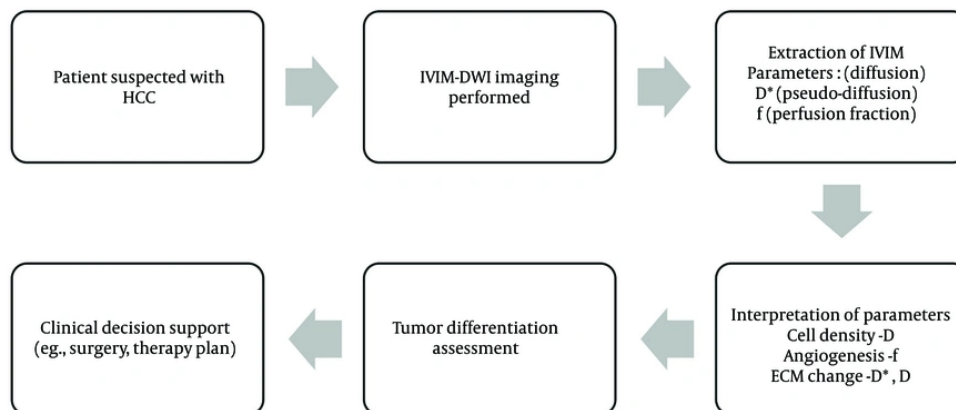 Patient suspected with
HCC
IVIM-DWI imaging
performed
Extraction of IVIM
Parameters : (diffusion)
D* (pseudo-diffusion)
f (perfusion fraction)
Interpretation of parameters
Cell density -D
Angiogenesis -f
ECM change -D* , D
Tumor differentiation
assessment
Clinical decision support
(eg., surgery, therapy plan)